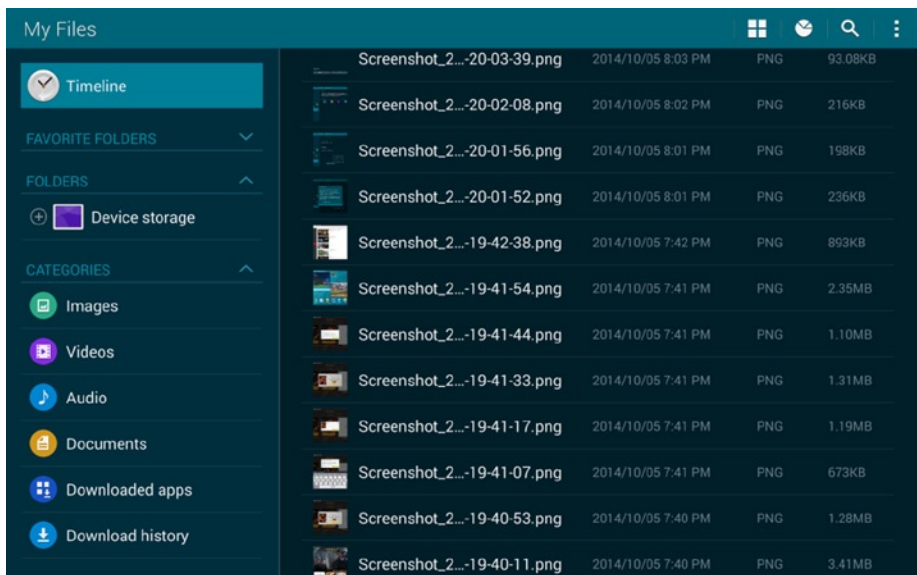 My Files
Timeline
FAVORITE FOLDERS
FOLDERS
Device storage
CATEGORIES
Images
Videos
Audio
Documents
Downloaded apps
Download history
Screenshot_2...-20-03-39.png 2014/10/05 8:03 PM PNG 93.08KB
Screenshot_2...-20-02-08.png 2014/10/05 8:02 PM PNG 216KB
Screenshot_2...-20-01-56.png 2014/10/05 8:01 PM PNG 198KB
Screenshot_2...-20-01-52.png 2014/10/05 8:01 PM PNG 236KB
Screenshot_2...-19-42-38.png 2014/10/05 7:42 PM PNG 893KB
Screenshot_2...-19-41-54.png 2014/10/05 7:41 PM PNG 2.35MB
Screenshot_2...-19-41-44.png 2014/10/05 7:41 PM PNG 1.10MB
Screenshot_2...-19-41-33.png 2014/10/05 7:41 PM PNG 1.31MB
Screenshot_2...-19-41-17.png 2014/10/05 7:41 PM PNG 1.19MB
Screenshot_2...-19-41-07.png 2014/10/05 7:41 PM PNG 673KB
Screenshot_2...-19-40-53.png 2014/10/05 7:40 PM PNG 1.28MB
Screenshot_2...-19-40-11.png 2014/10/05 7:40 PM PNG 3.41MB